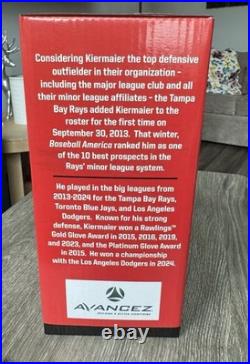 Considering Kiermaier the top defensive
outfielder in their organization -
including the major league club and all
their minor league affiliates - the Tampa
Bay Rays added Kiermaier to the
roster for the first time on
September 30, 2013. That winter,
Baseball America ranked him as one
of the 10 best prospects in the
Rays' minor league system.
He played in the big leagues from
2013-2024 for the Tampa Bay Rays,
Toronto Blue Jays, and Los Angeles
Dodgers. Known for his strong
defense, Kiermaier won a Rawlings™
Gold Glove Award in 2015, 2016, 2019,
and 2023, and the Platinum Glove Award
in 2015. He won a championship
with the Los Angeles Dodgers in 2024.
AVANCEZ